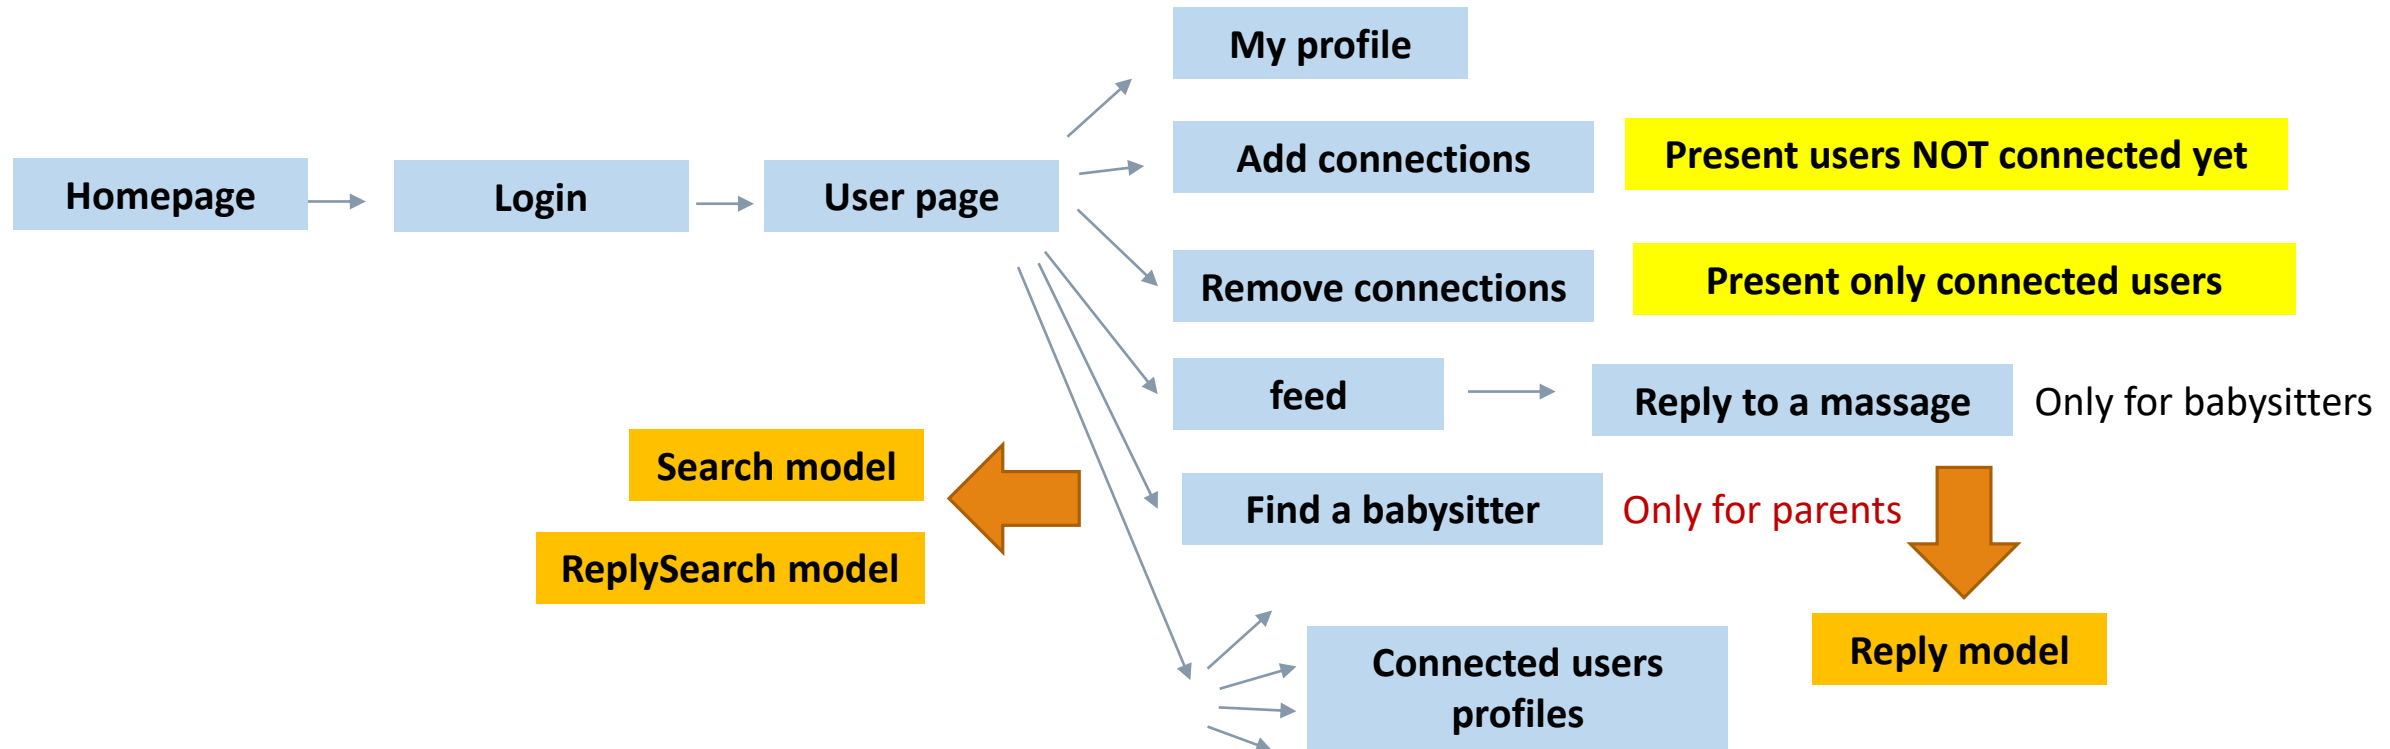 My profile
Add connections
Present users NOT connected yet
Homepage
Login
User page
Remove connections
Present only connected users
feed
Reply to a massage
Only for babysitters
Search model
Find a babysitter
Only for parents
ReplySearch model
Connected users
profiles
Reply model